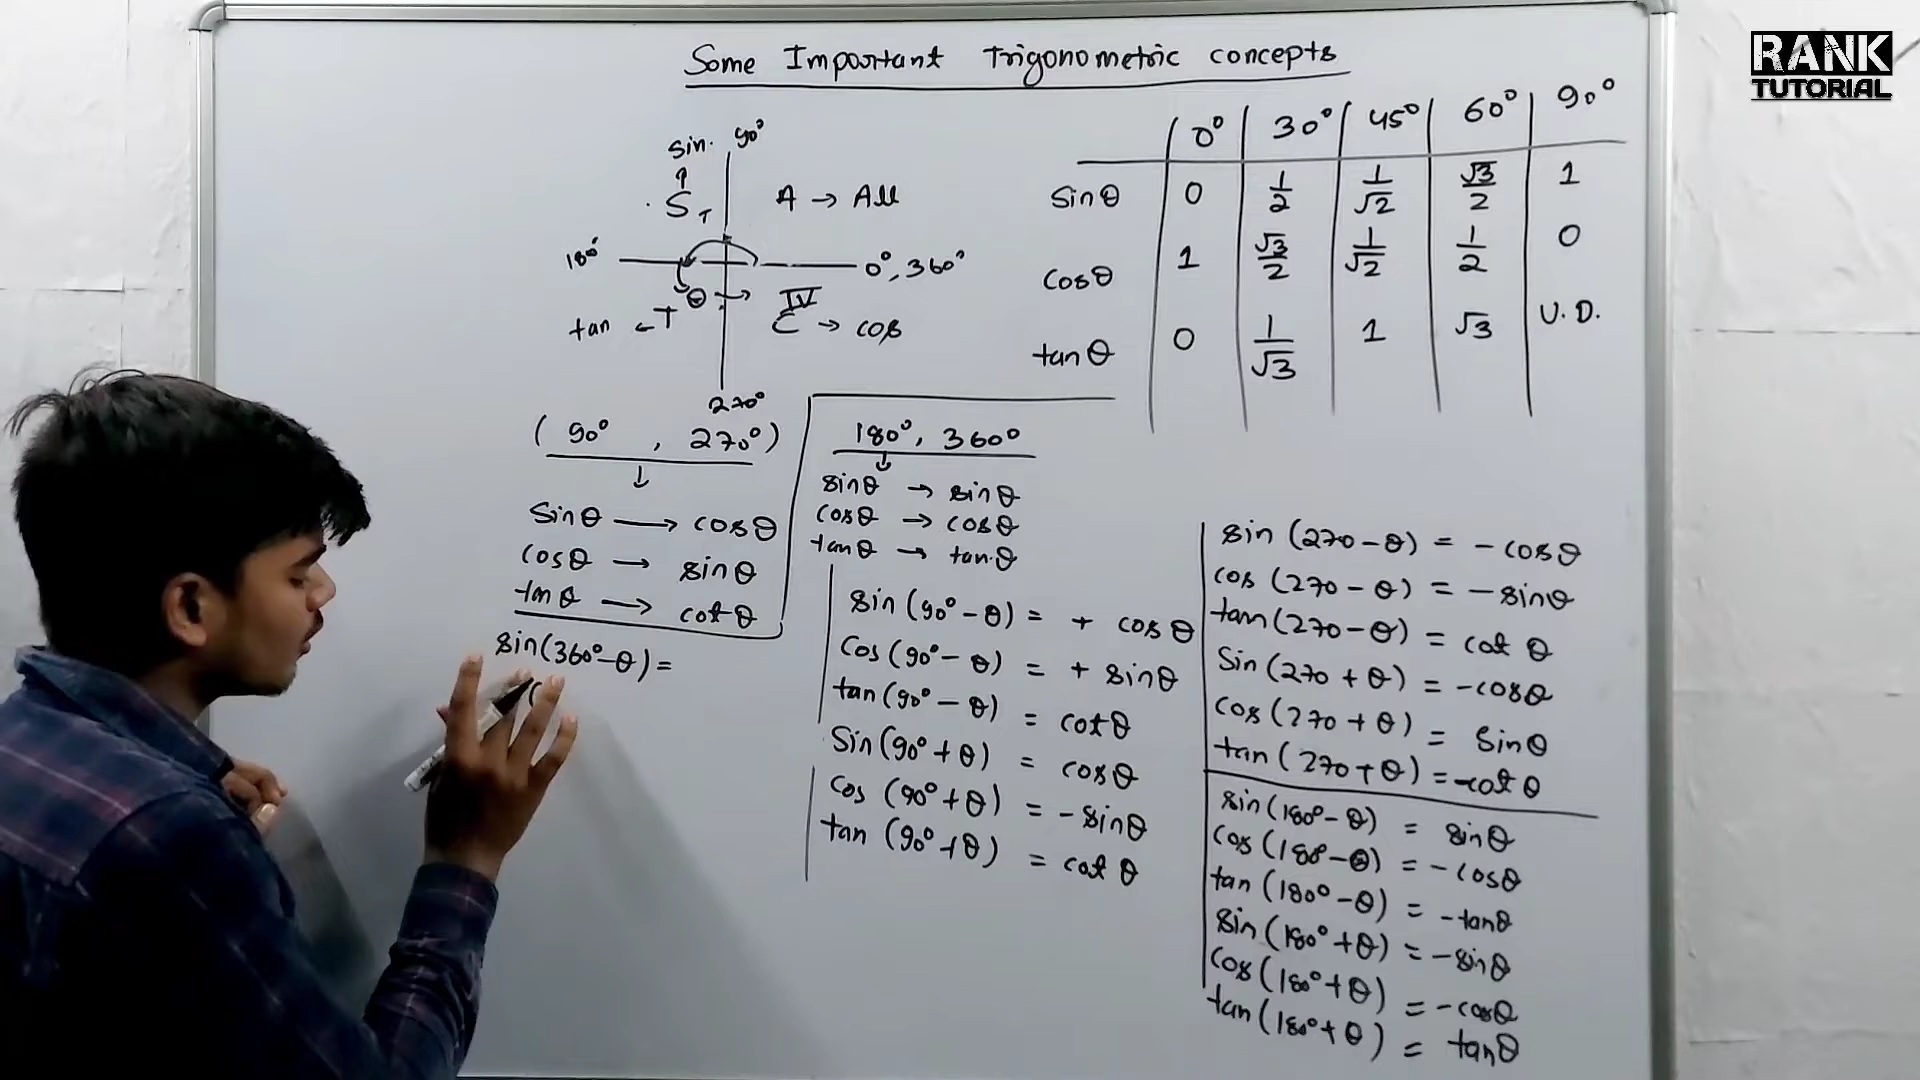 RANK
TUTORIAL
Some Important Trigonometric concepts
sin. 90°
S T
A → All
180°
0°, 360°
θ → IV
tan ← T
C → cos
270°
0° 30° 45° 60° 90°
sinθ 0 1/2 1/√2 √3/2 1
cosθ 1 √3/2 1/√2 1/2 0
tanθ 0 1/√3 1 √3 U.D.
(90° , 270°)
↓
Sinθ → cosθ
cosθ → sinθ
tanθ → cotθ
sin(360°-θ) =
(
180°, 360°
↓
sinθ → sinθ
cosθ → cosθ
tanθ → tan·θ
sin(90°-θ) = + cosθ
Cos(90°-θ) = + sinθ
tan(90°-θ) = cotθ
Sin(90°+θ) = cosθ
cos(90°+θ) = -sinθ
tan(90°+θ) = cotθ
sin(270-θ) = -cosθ
cos(270-θ) = -sinθ
tan(270-θ) = cotθ
Sin(270+θ) = -cosθ
cos(270+θ) = sinθ
tan(270+θ) = -cotθ
sin(180°-θ) = sinθ
cos(180-θ) = -cosθ
tan(180°-θ) = -tanθ
sin(180°+θ) = -sinθ
cos(180°+θ) = -cosθ
tan(180°+θ) = tanθ